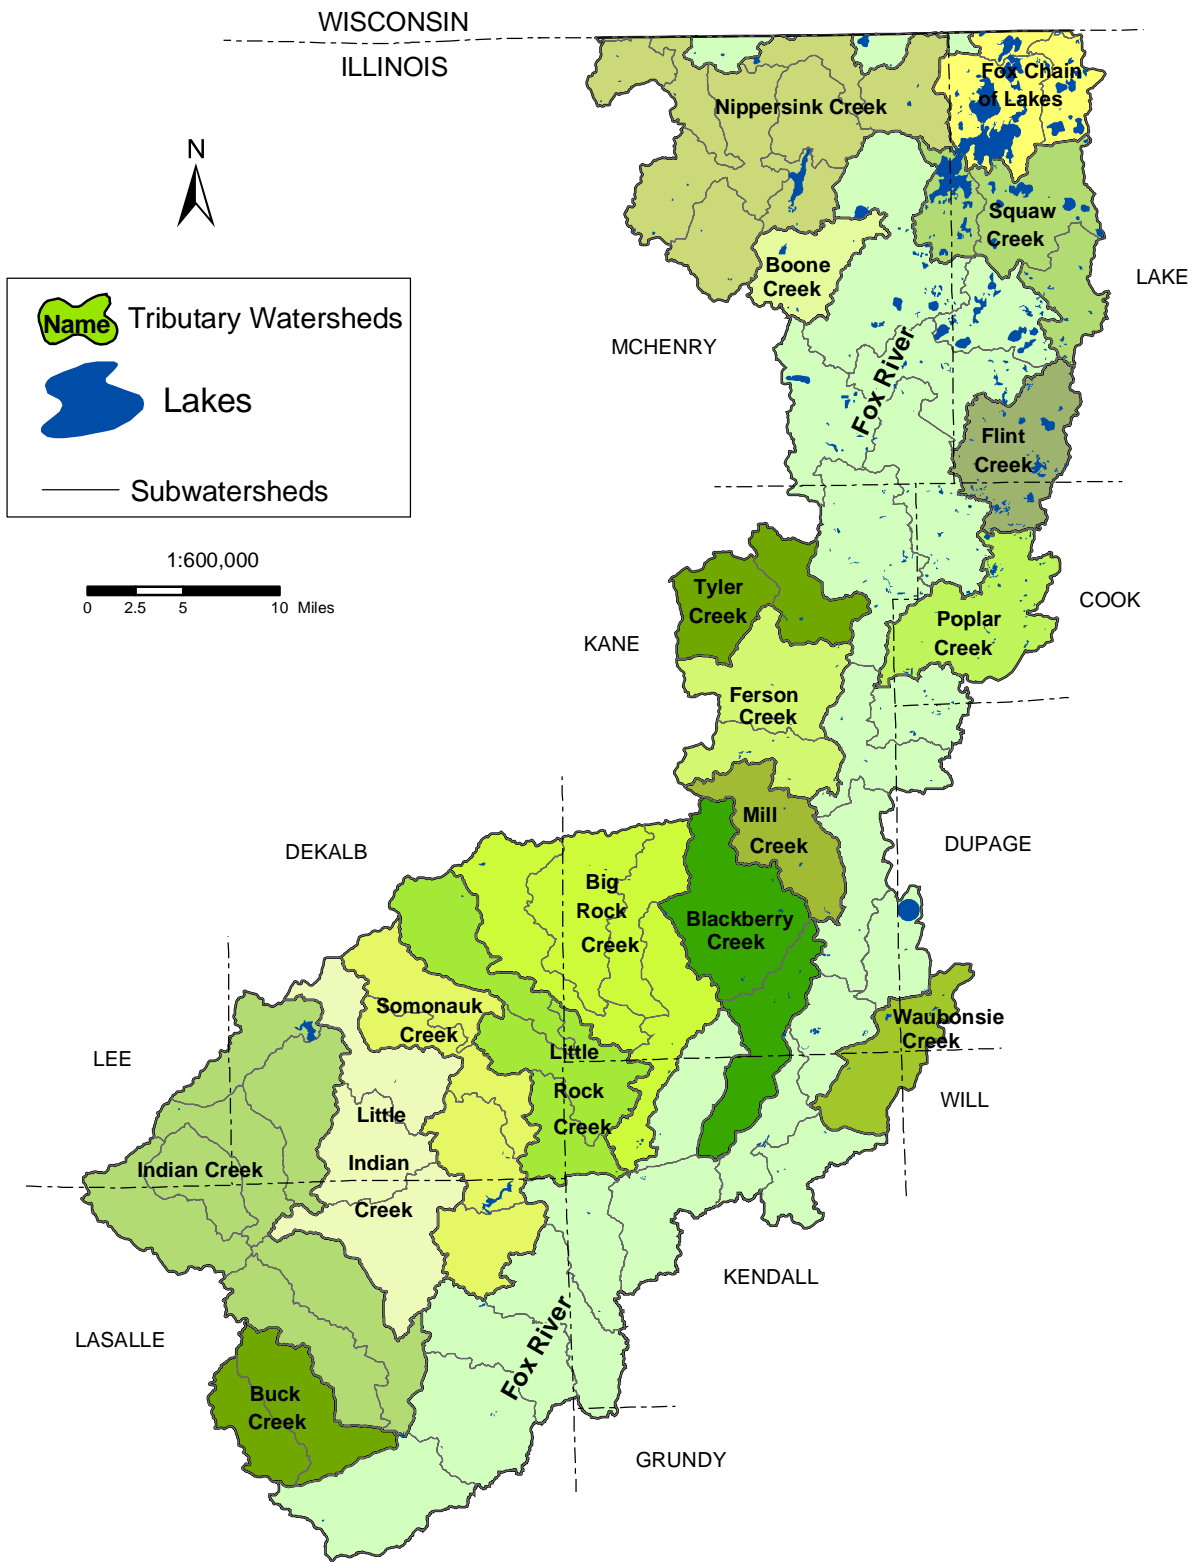 WISCONSIN
ILLINOIS
N
Fox Chain
of Lakes
Nippersink Creek
Squaw
Creek
Boone
Creek
LAKE
Name Tributary Watersheds
Lakes
Subwatersheds
MCHENRY
Fox River
Flint
Creek
1:600,000
0 2.5 5 10 Miles
Tyler
Creek
COOK
Poplar
Creek
KANE
Ferson
Creek
Mill
Creek
DUPAGE
DEKALB
Big
Rock
Creek
Blackberry
Creek
Somonauk
Creek
Waubonsie
Creek
Little
Rock
Creek
LEE
WILL
Little
Indian
Creek
Indian Creek
KENDALL
LASALLE
Fox River
Buck
Creek
GRUNDY